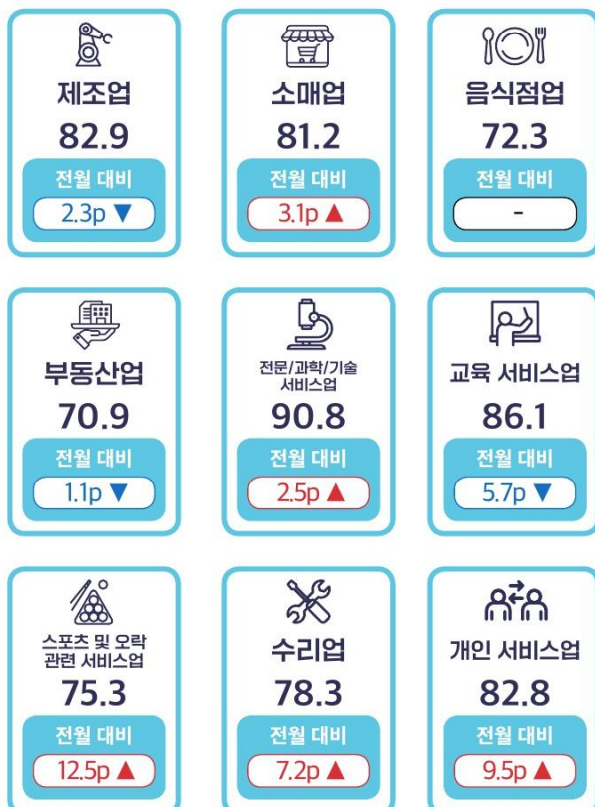 제조업
82.9
전월 대비
2.3p ▼
소매업
81.2
전월 대비
3.1p ▲
음식점업
72.3
전월 대비
-
부동산업
70.9
전월 대비
1.1p ▼
전문/과학/기술
서비스업
90.8
전월 대비
2.5p ▲
교육 서비스업
86.1
전월 대비
5.7p ▼
스포츠 및 오락
관련 서비스업
75.3
전월 대비
12.5p ▲
수리업
78.3
전월 대비
7.2p ▲
개인 서비스업
82.8
전월 대비
9.5p ▲